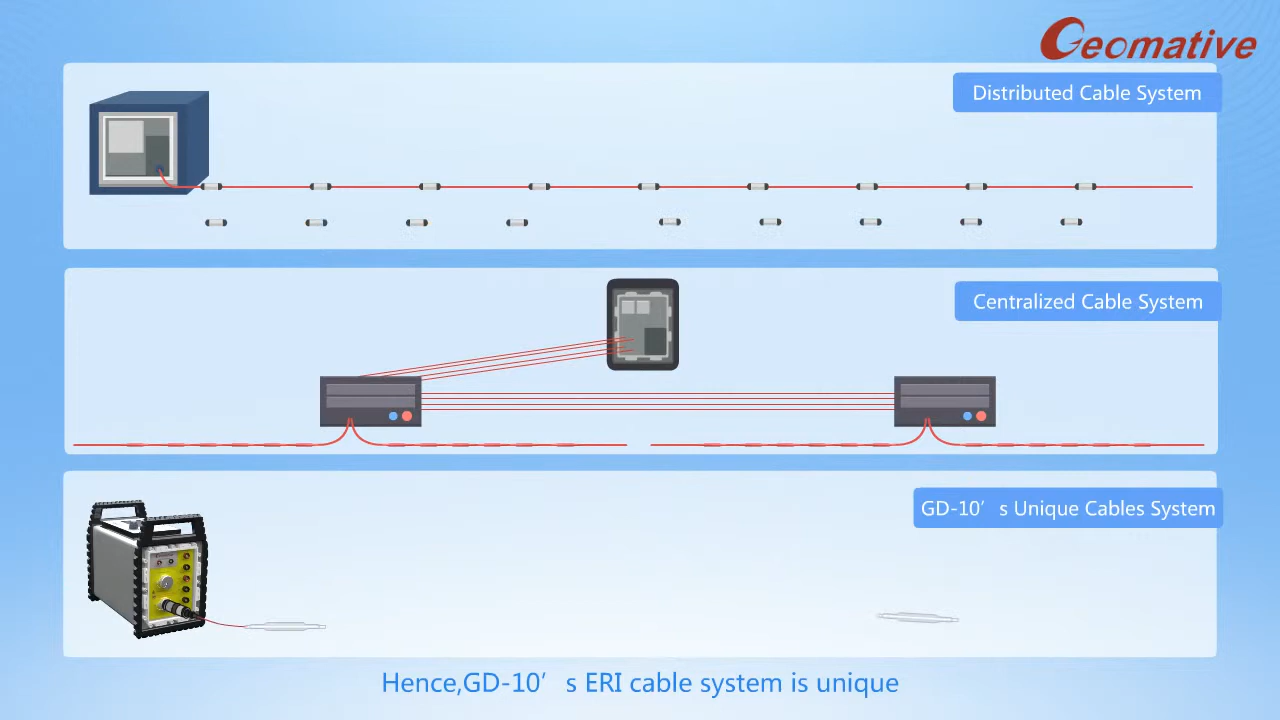 Geomative
Distributed Cable System
Centralized Cable System
GD-10’s Unique Cables System
Hence,GD-10’s ERI cable system is unique